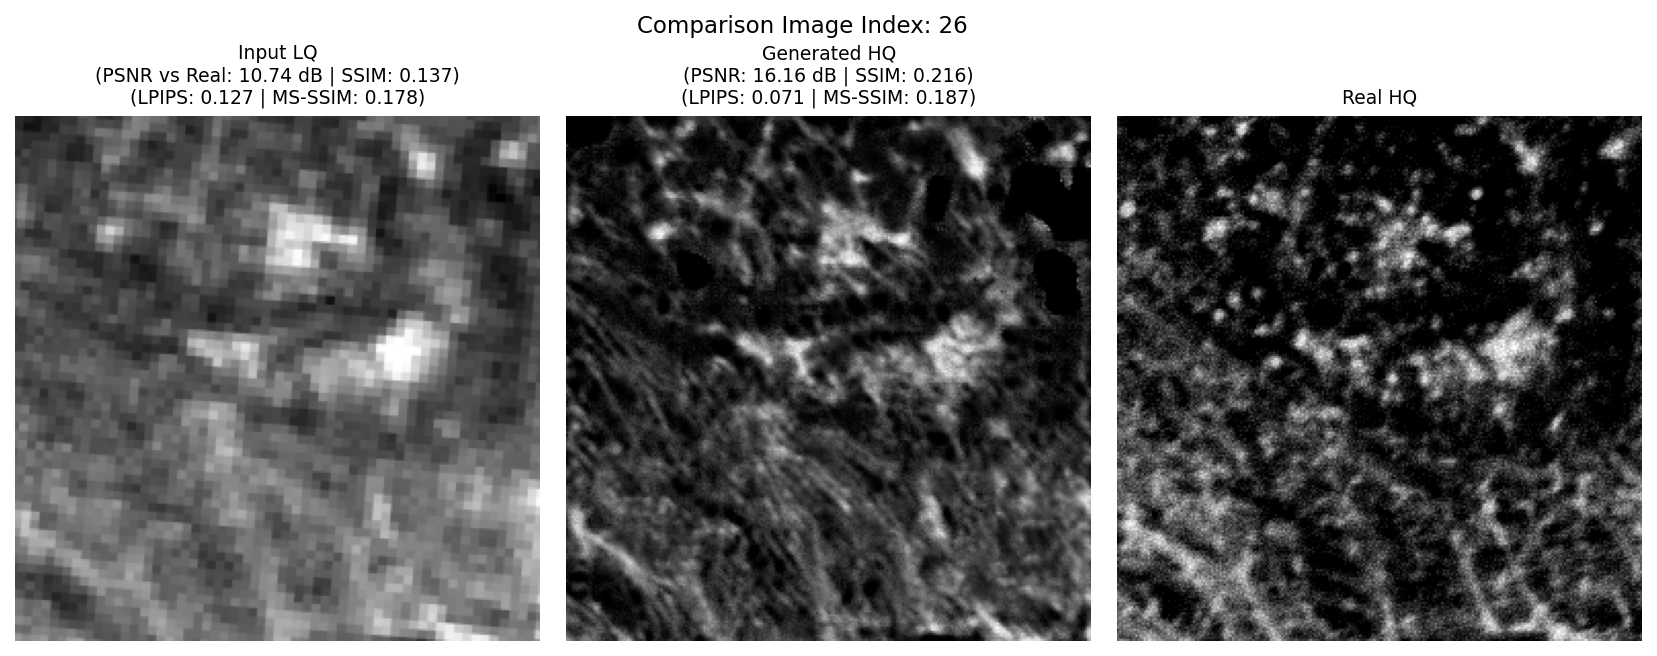 Comparison Image Index: 26
Input LQ
(PSNR vs Real: 10.74 dB | SSIM: 0.137)
(LPIPS: 0.127 | MS-SSIM: 0.178)
Generated HQ
(PSNR: 16.16 dB | SSIM: 0.216)
(LPIPS: 0.071 | MS-SSIM: 0.187)
Real HQ